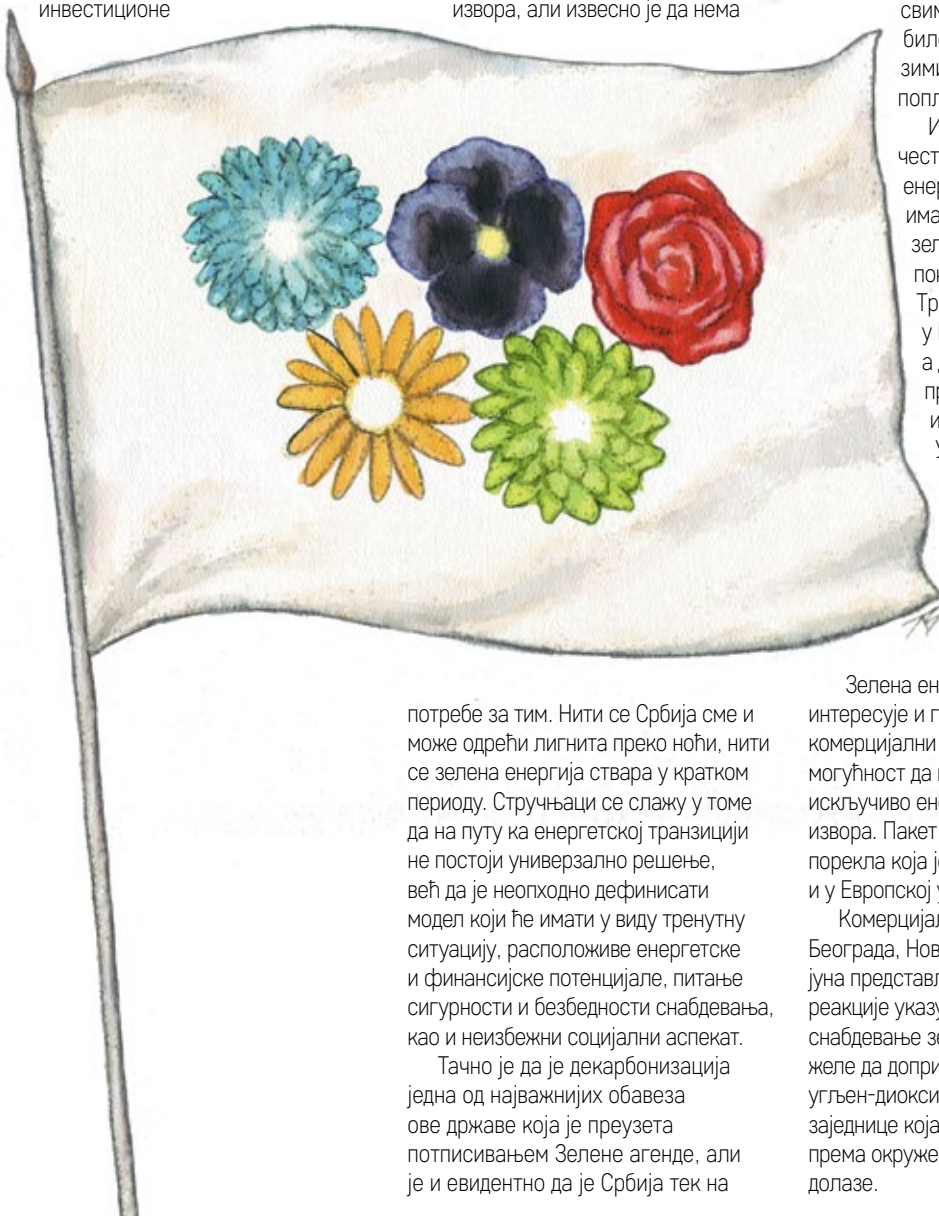 инвестиционе
извора, али извесно је да нема
потребе за тим. Нити се Србија сме и
може одрећи лигнита преко ноћи, нити
се зелена енергија ствара у кратком
периоду. Стручњаци се слажу у томе
да на путу ка енергетској транзицији
не постоји универзално решење,
већ да је неопходно дефинисати
модел који ће имати у виду тренутну
ситуацију, расположиве енергетске
и финансијске потенцијале, питање
сигурности и безбедности снабдевања,
као и неизбежни социјални аспекат.
Тачно је да је декарбонизација
једна од најважнијих обавеза
ове државе која је преузета
потписивањем Зелене агенде, али
је и евидентно да је Србија тек на
свим
било
зими
попл
И
чест
енер
има
зел
пок
Тр
у
а д
пр
и
У
Зелена ен
интересује и г
комерцијални
могућност да
искључиво ене
извора. Пакет
порекла која је
и у Европској у
Комерцијал
Београда, Нов
јуна представљ
реакције указу
снабдевање зе
желе да допри
угљен-диокси
заједнице која
према окруже
долазе.